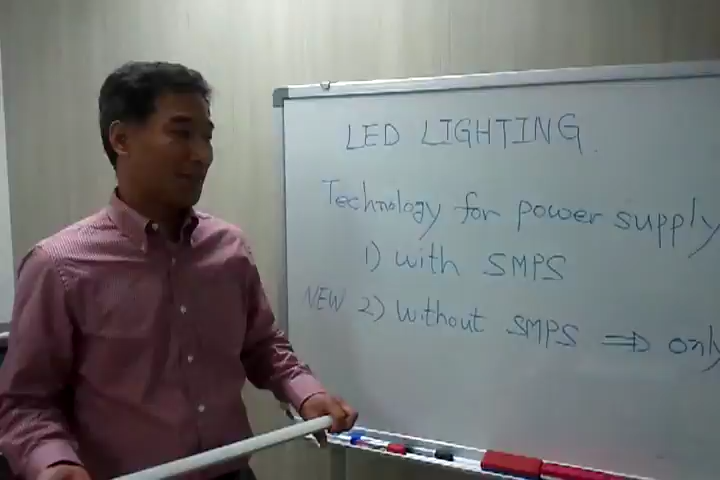 LED LIGHTING.
Technology for power supply
1) with SMPS
NEW 2) without SMPS ⇒ only